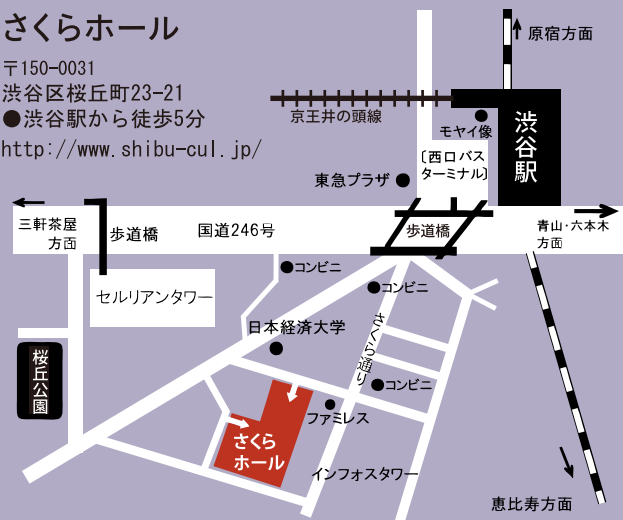 さくらホール
〒150-0031
渋谷区桜丘町23-21
●渋谷駅から徒歩5分
http://www.shibu-cul.jp/
原宿方面
京王井の頭線
モヤイ像
渋谷駅
〔西口バス
ターミナル〕
東急プラザ
三軒茶屋
方面
歩道橋
国道246号
歩道橋
青山・六本木
方面
コンビニ
セルリアンタワー
コンビニ
日本経済大学
さくら通り
桜丘公園
コンビニ
ファミレス
さくら
ホール
インフォスタワー
恵比寿方面